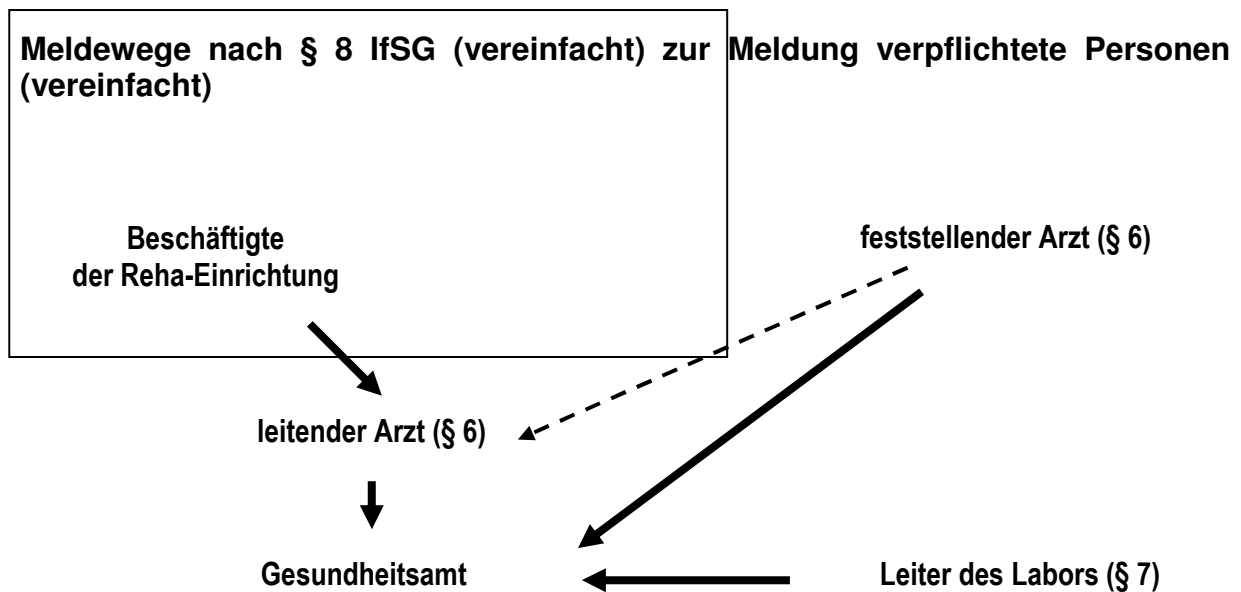 Meldewege nach § 8 IfSG (vereinfacht) zur Meldung verpflichtete Personen
(vereinfacht)
Beschäftigte
der Reha-Einrichtung
feststellender Arzt (§ 6)
leitender Arzt (§ 6)
Gesundheitsamt
Leiter des Labors (§ 7)